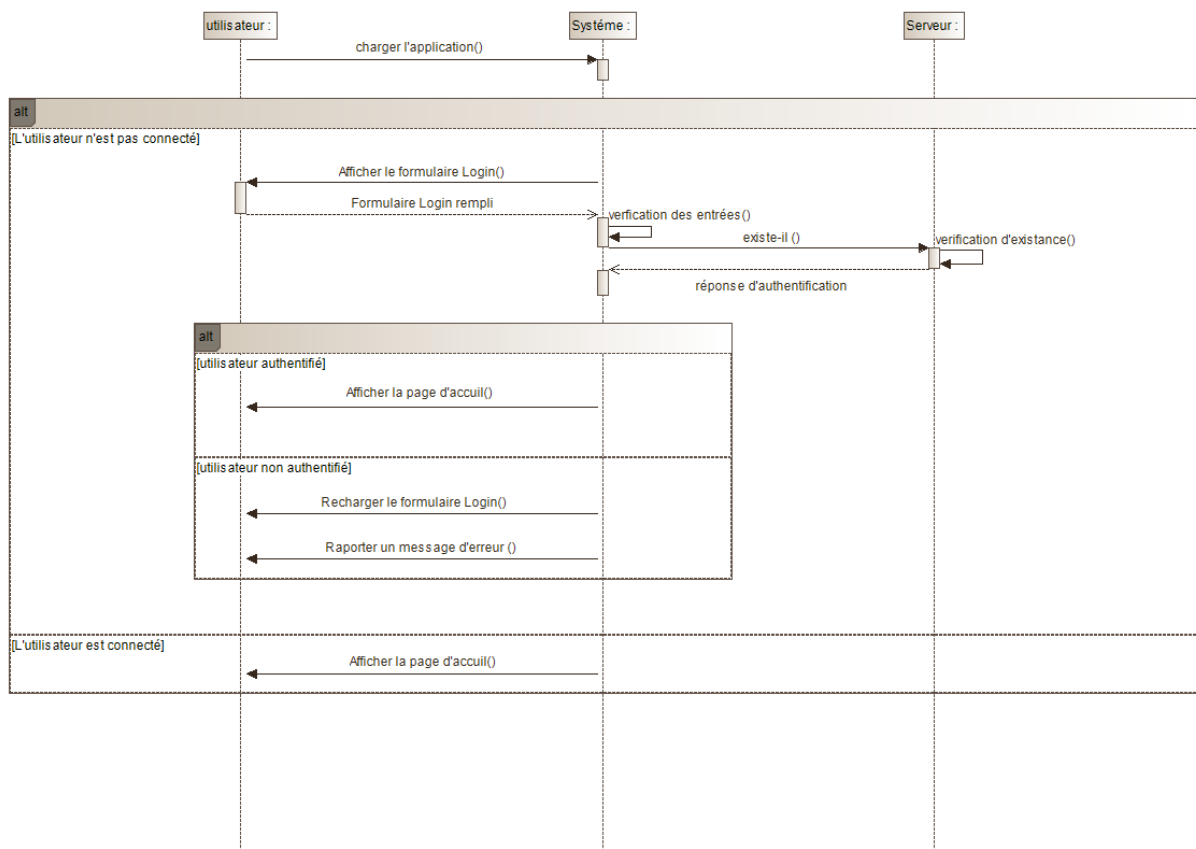 utilisateur :
Systéme :
Serveur :
charger l'application()
alt
[L'utilisateur n'est pas connecté]
Afficher le formulaire Login()
Formulaire Login rempli
verfication des entrées()
existe-il ()
verification d'existance()
réponse d'authentification
alt
[utilisateur authentifié]
Afficher la page d'accuil()
[utilisateur non authentifié]
Recharger le formulaire Login()
Raporter un message d'erreur ()
[L'utilisateur est connecté]
Afficher la page d'accuil()